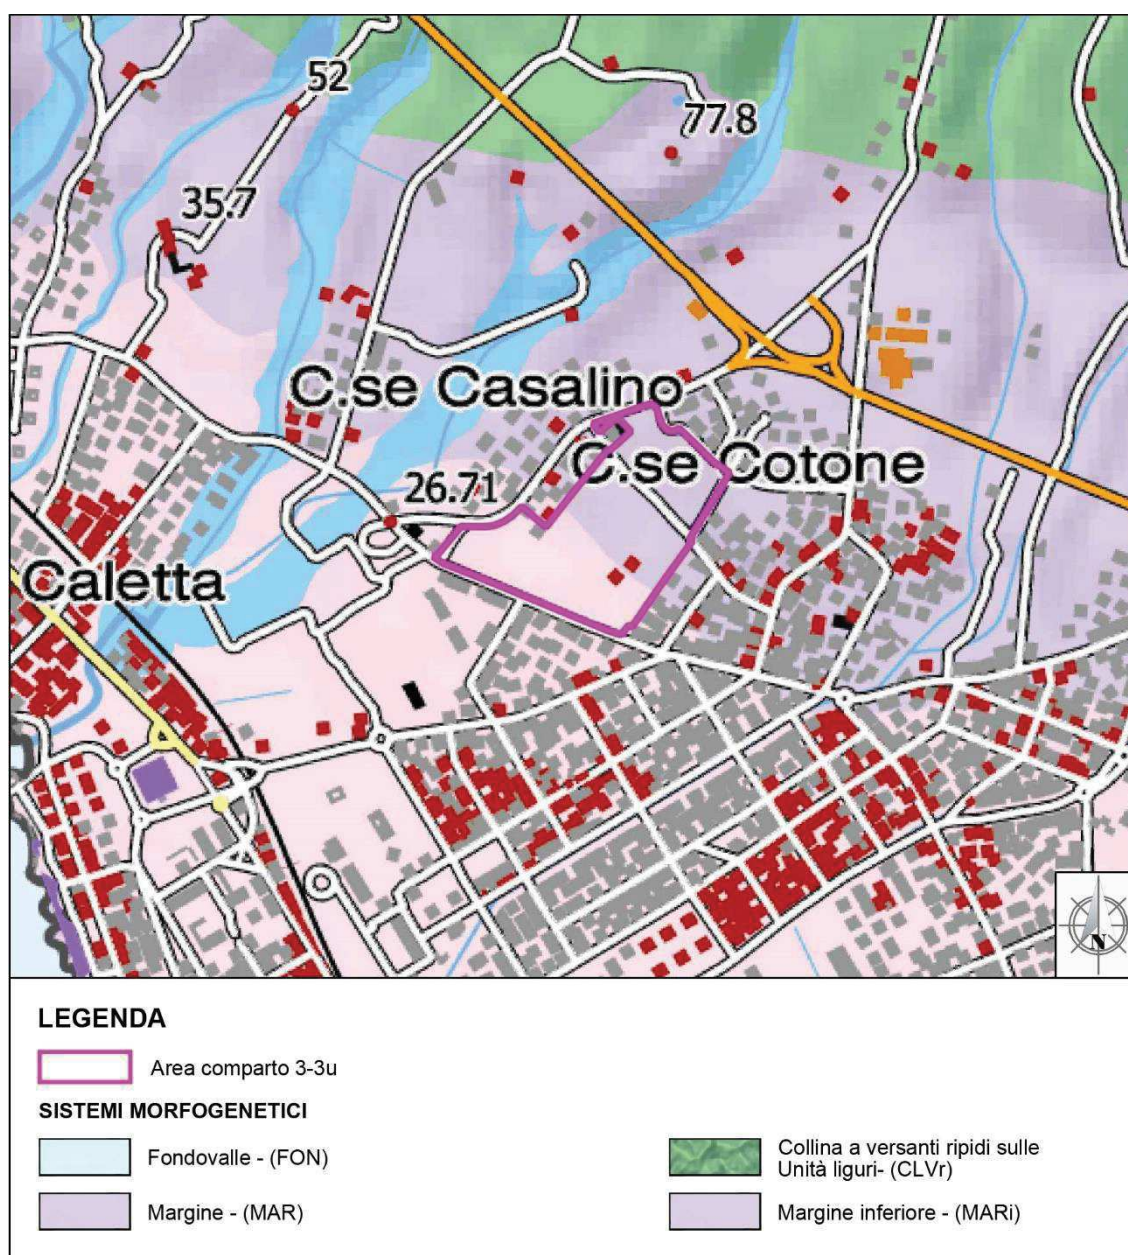 52
77.8
35.7
C.se Casalino
C.se Cotone
26.71
Caletta
N
LEGENDA
Area comparto 3-3u
SISTEMI MORFOGENETICI
Fondovalle - (FON)
Collina a versanti ripidi sulle
Unità liguri- (CLVr)
Margine - (MAR)
Margine inferiore - (MARi)